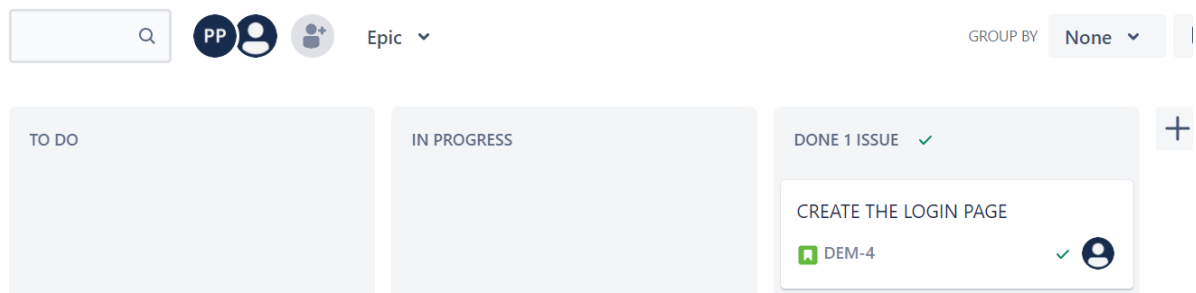 PP
Epic
GROUP BY
None
TO DO
IN PROGRESS
DONE 1 ISSUE
CREATE THE LOGIN PAGE
DEM-4